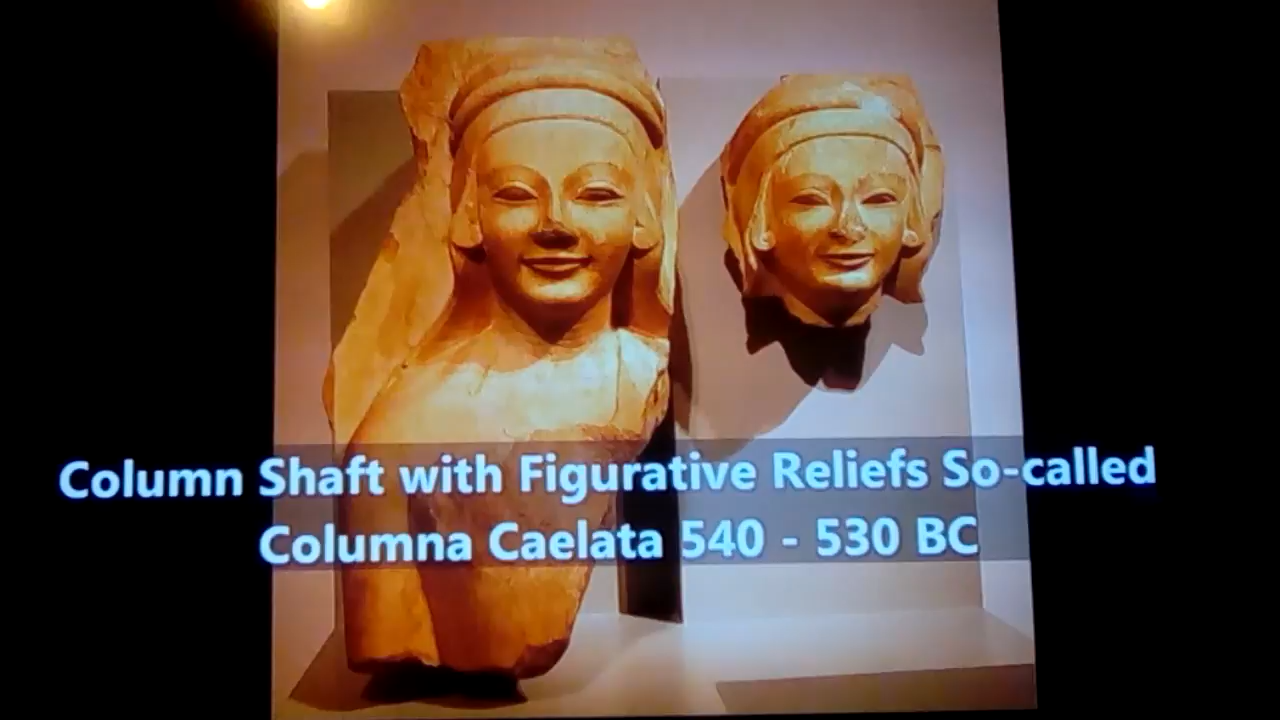 Column Shaft with Figurative Reliefs So-called
Columna Caelata 540 - 530 BC